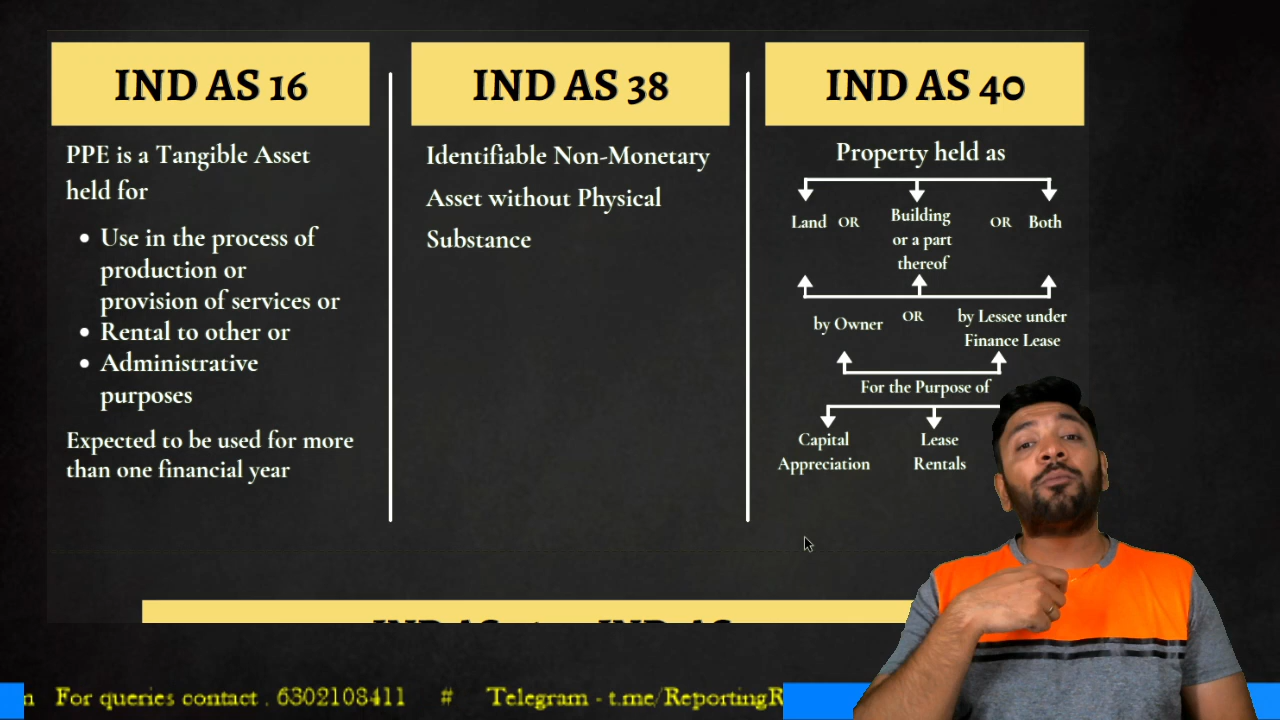 IND AS 16
PPE is a Tangible Asset
held for
Use in the process of
production or
provision of services or
Rental to other or
Administrative
purposes
Expected to be used for more
than one financial year
IND AS 38
Identifiable Non-Monetary
Asset without Physical
Substance
IND AS 40
Property held as
Land OR Building OR Both
or a part
thereof
by Owner OR by Lessee under
Finance Lease
For the Purpose of
Capital Lease
Appreciation Rentals
For queries contact . 6302108411 # Telegram - t.me/ReportingR